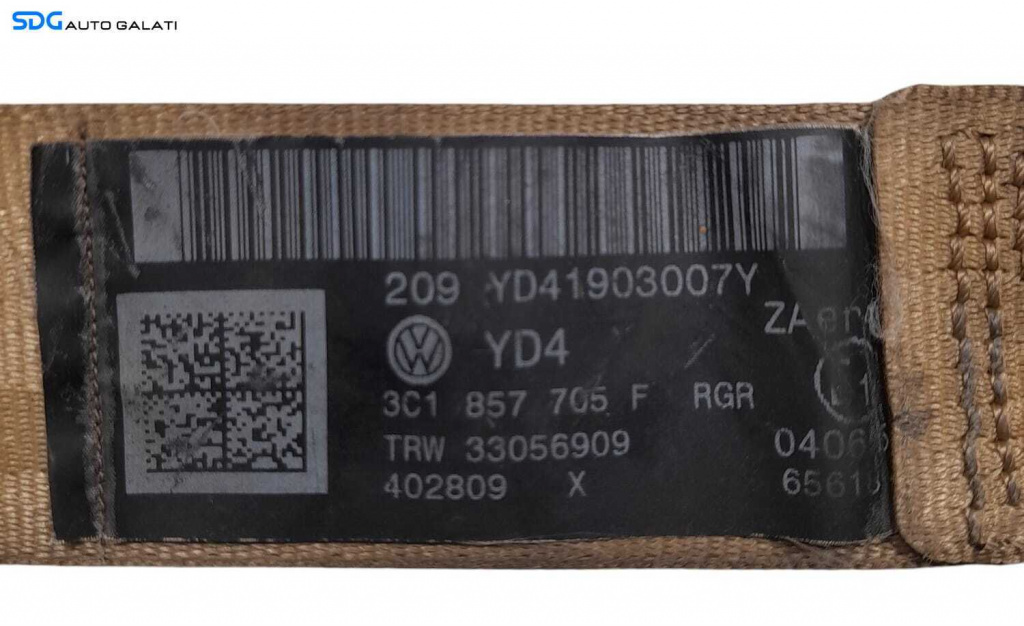 SDG AUTO GALATI
209 YD41903007Y
YD4
3C1 857 705 F RGR
TRW 33056909
402809 X